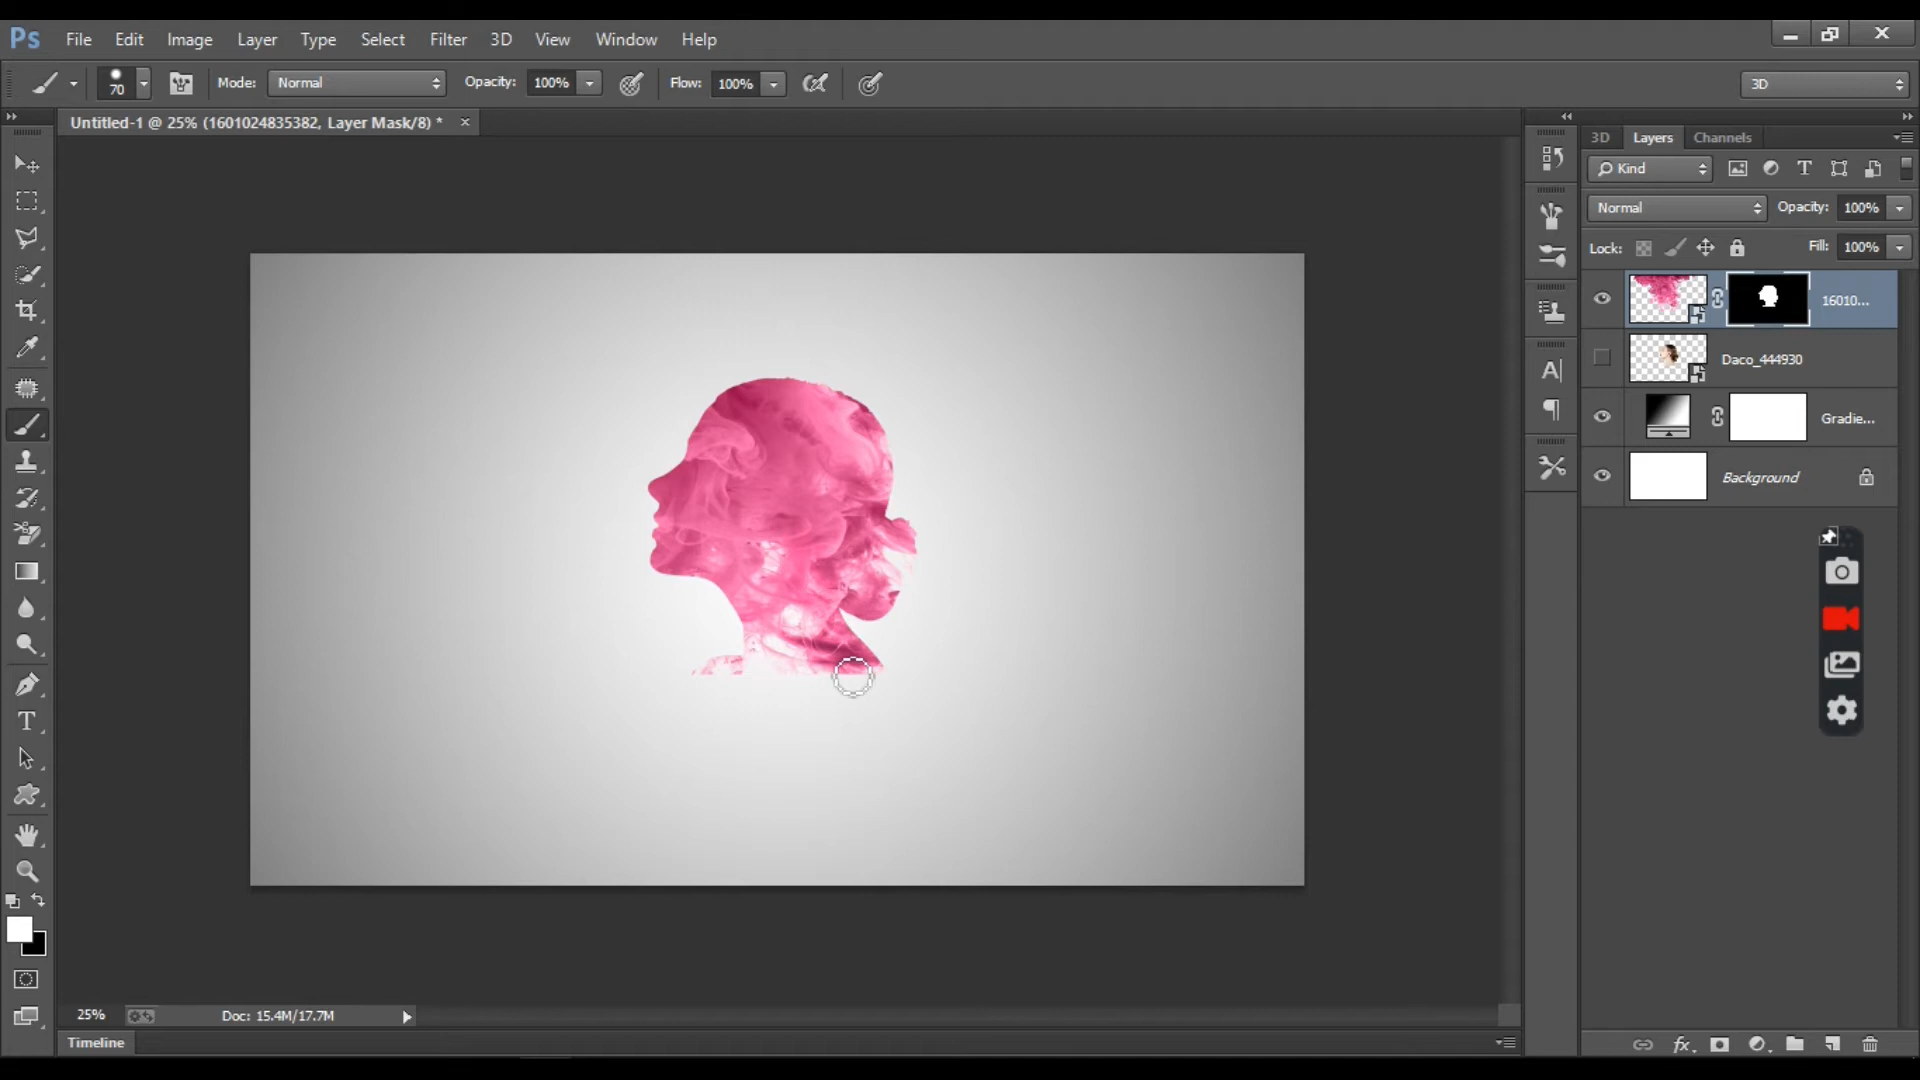 Ps File Edit Image Layer Type Select Filter 3D View Window Help
70 Mode: Normal Opacity: 100% Flow: 100% 3D
Untitled-1 @ 25% (1601024835382, Layer Mask/8) * ×
3D Layers Channels
Kind
Normal Opacity: 100%
Lock: Fill: 100%
16010...
Daco_444930
Gradie...
Background
25% Doc: 15.4M/17.7M
Timeline
fx